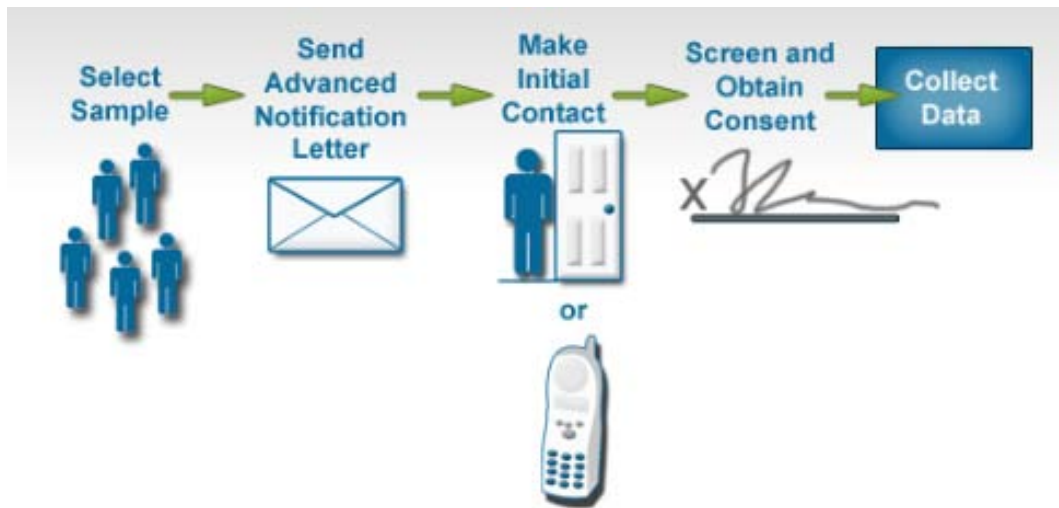 Select
Sample
Send
Advanced
Notification
Letter
Make
Initial
Contact
or
Screen and
Obtain
Consent
X
Collect
Data